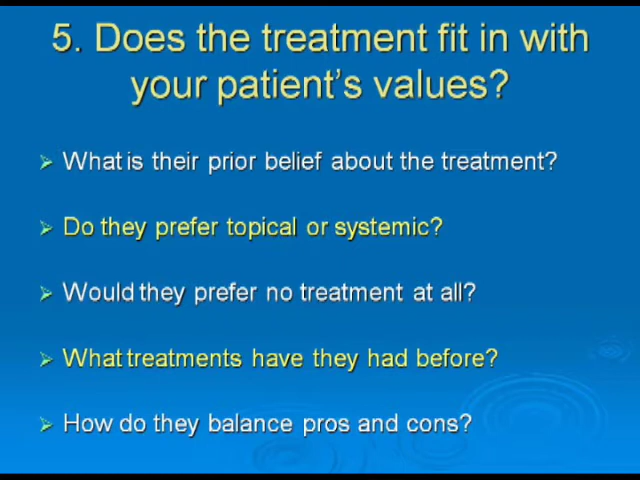 5. Does the treatment fit in with
your patient's values?
What is their prior belief about the treatment?
Do they prefer topical or systemic?
Would they prefer no treatment at all?
What treatments have they had before?
How do they balance pros and cons?